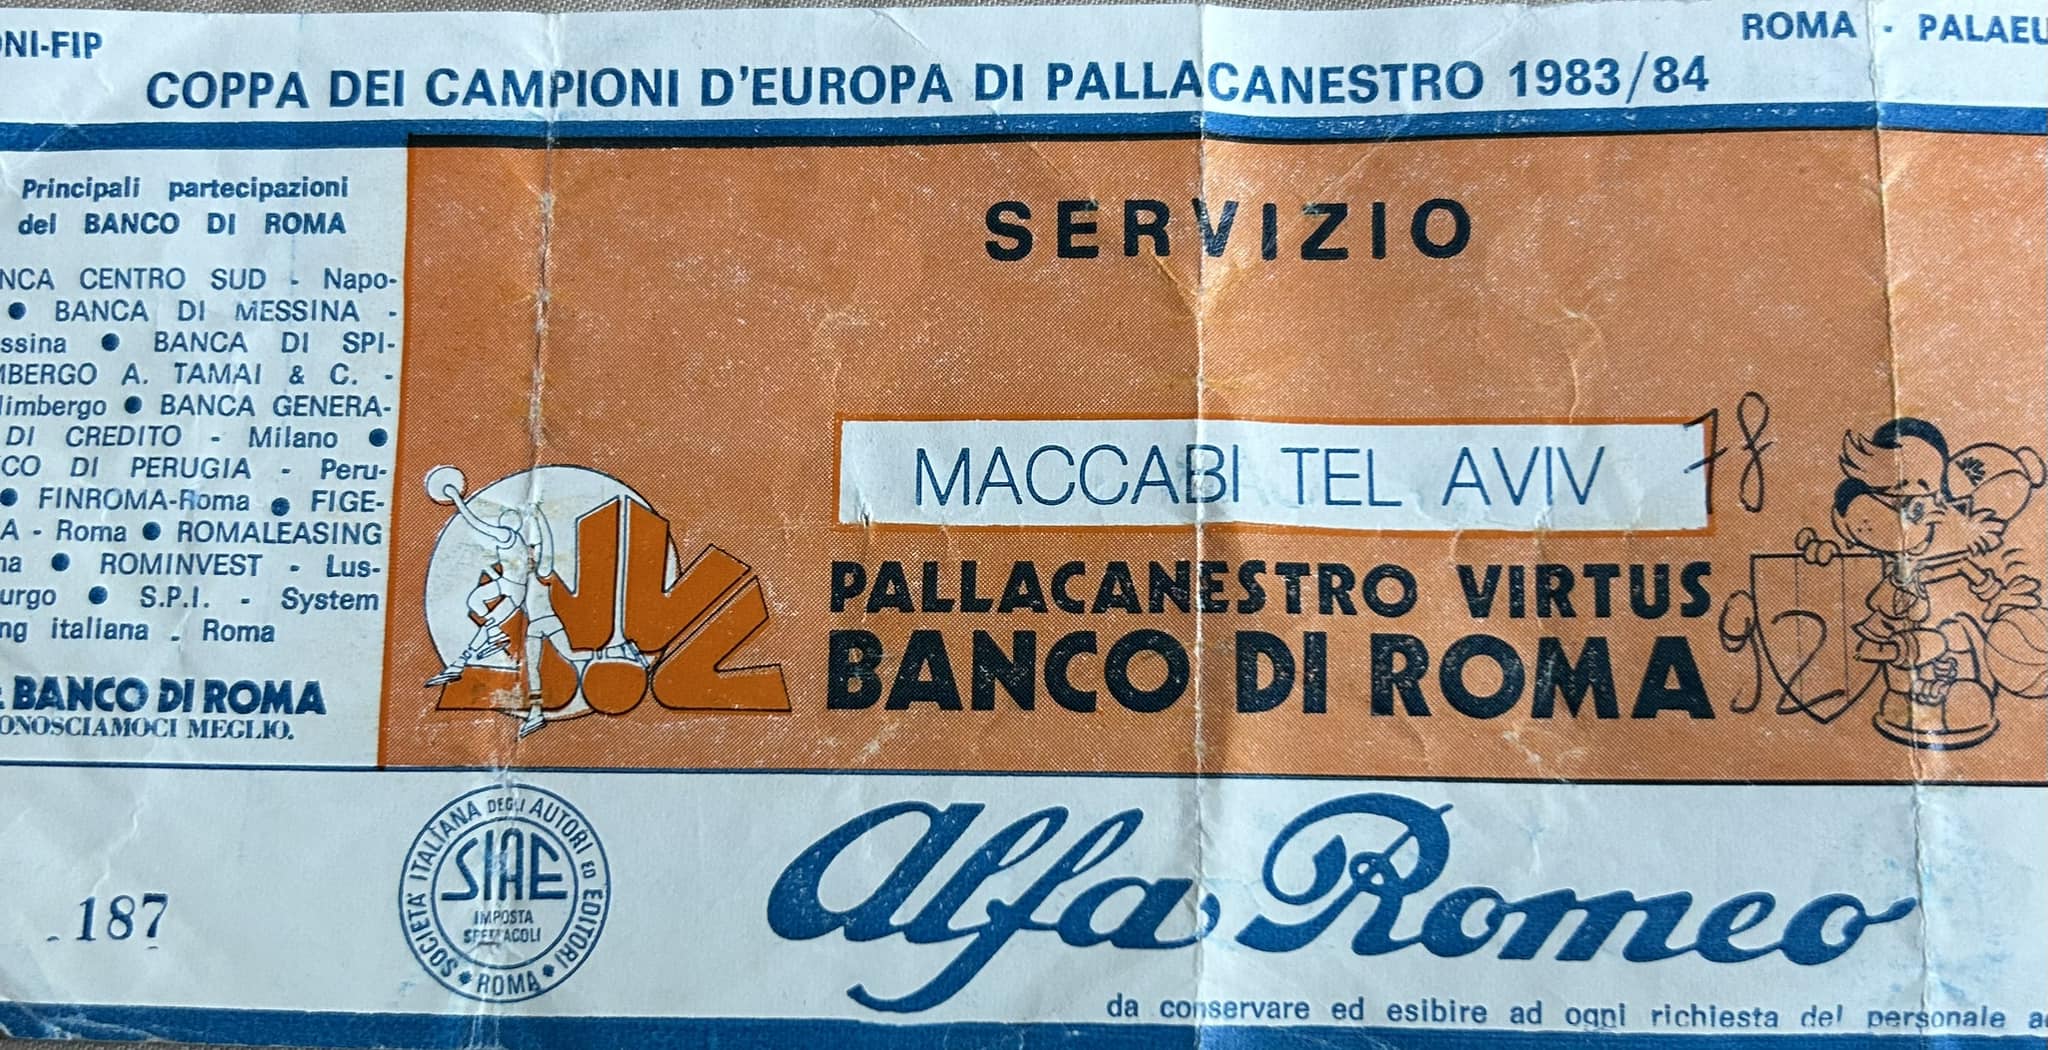 ONI-FIP
ROMA - PALAEU
COPPA DEI CAMPIONI D'EUROPA DI PALLACANESTRO 1983/84
Principali partecipazioni
del BANCO DI ROMA
NCA CENTRO SUD - Napo-
● BANCA DI MESSINA -
ssina ● BANCA DI SPI-
MBERGO A. TAMAI & C. -
limbergo ● BANCA GENERA-
DI CREDITO - Milano ●
CO DI PERUGIA - Peru-
● FINROMA-Roma ● FIGE-
A - Roma ● ROMALEASING
ma ● ROMINVEST - Lus-
urgo ● S.P.I. - System
ng italiana - Roma
BANCO DI ROMA
ONOSCIAMOCI MEGLIO.
SERVIZIO
MACCABI TEL AVIV
78
PALLACANESTRO VIRTUS
BANCO DI ROMA
92
187
SOCIETÀ ITALIANA DEGLI AUTORI ED EDITORI
SIAE
IMPOSTA
SPETTACOLI
• ROMA •
Alfa Romeo
da conservare ed esibire ad ogni richiesta del personale a